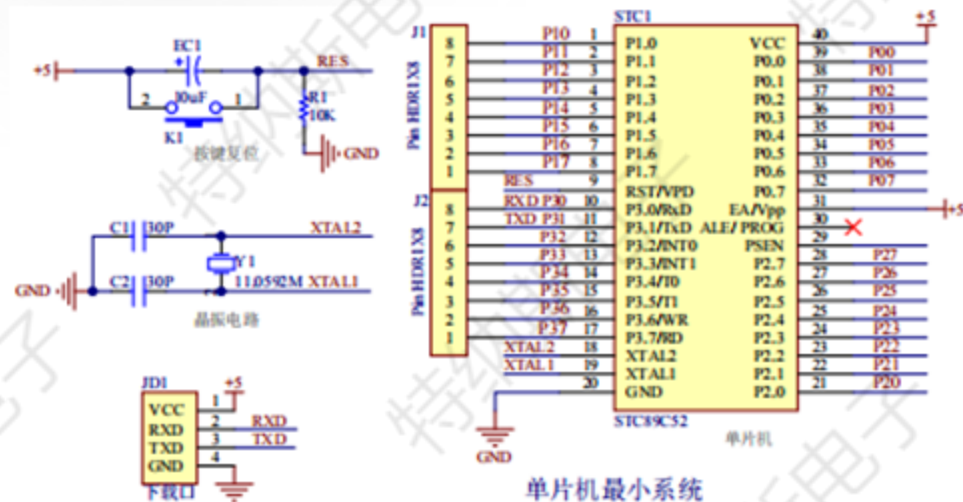 EC1
+5
RES
10uF
2
1
K1
R1
10K
按键复位
GND
C1
30P
XTAL2
Y1
GND
C2
30P
11.0592M
XTAL1
晶振电路
JD1
+5
VCC
1
RXD
2
RXD
TXD
3
TXD
GND
4
下载口
J1
Pin HDR1X8
8
7
6
5
4
3
2
1
J2
Pin HDR1X8
8
7
6
5
4
3
2
1
STC1
+5
P10 1 P1.0 VCC 40
P11 2 P1.1 P0.0 39 P00
P12 3 P1.2 P0.1 38 P01
P13 4 P1.3 P0.2 37 P02
P14 5 P1.4 P0.3 36 P03
P15 6 P1.5 P0.4 35 P04
P16 7 P1.6 P0.5 34 P05
P17 8 P1.7 P0.6 33 P06
RES 9 RST/VPD P0.7 32 P07
RXD P30 10 P3.0/RxD EA/Vpp 31 +5
TXD P31 11 P3.1/TxD ALE/PROG 30
P32 12 P3.2/INT0 PSEN 29
P33 13 P3.3/INT1 P2.7 28 P27
P34 14 P3.4/T0 P2.6 27 P26
P35 15 P3.5/T1 P2.5 26 P25
P36 16 P3.6/WR P2.4 25 P24
P37 17 P3.7/RD P2.3 24 P23
XTAL2 18 XTAL2 P2.2 23 P22
XTAL1 19 XTAL1 P2.1 22 P21
20 GND P2.0 21 P20
STC89C52
单片机
GND
单片机最小系统
特纳斯电子